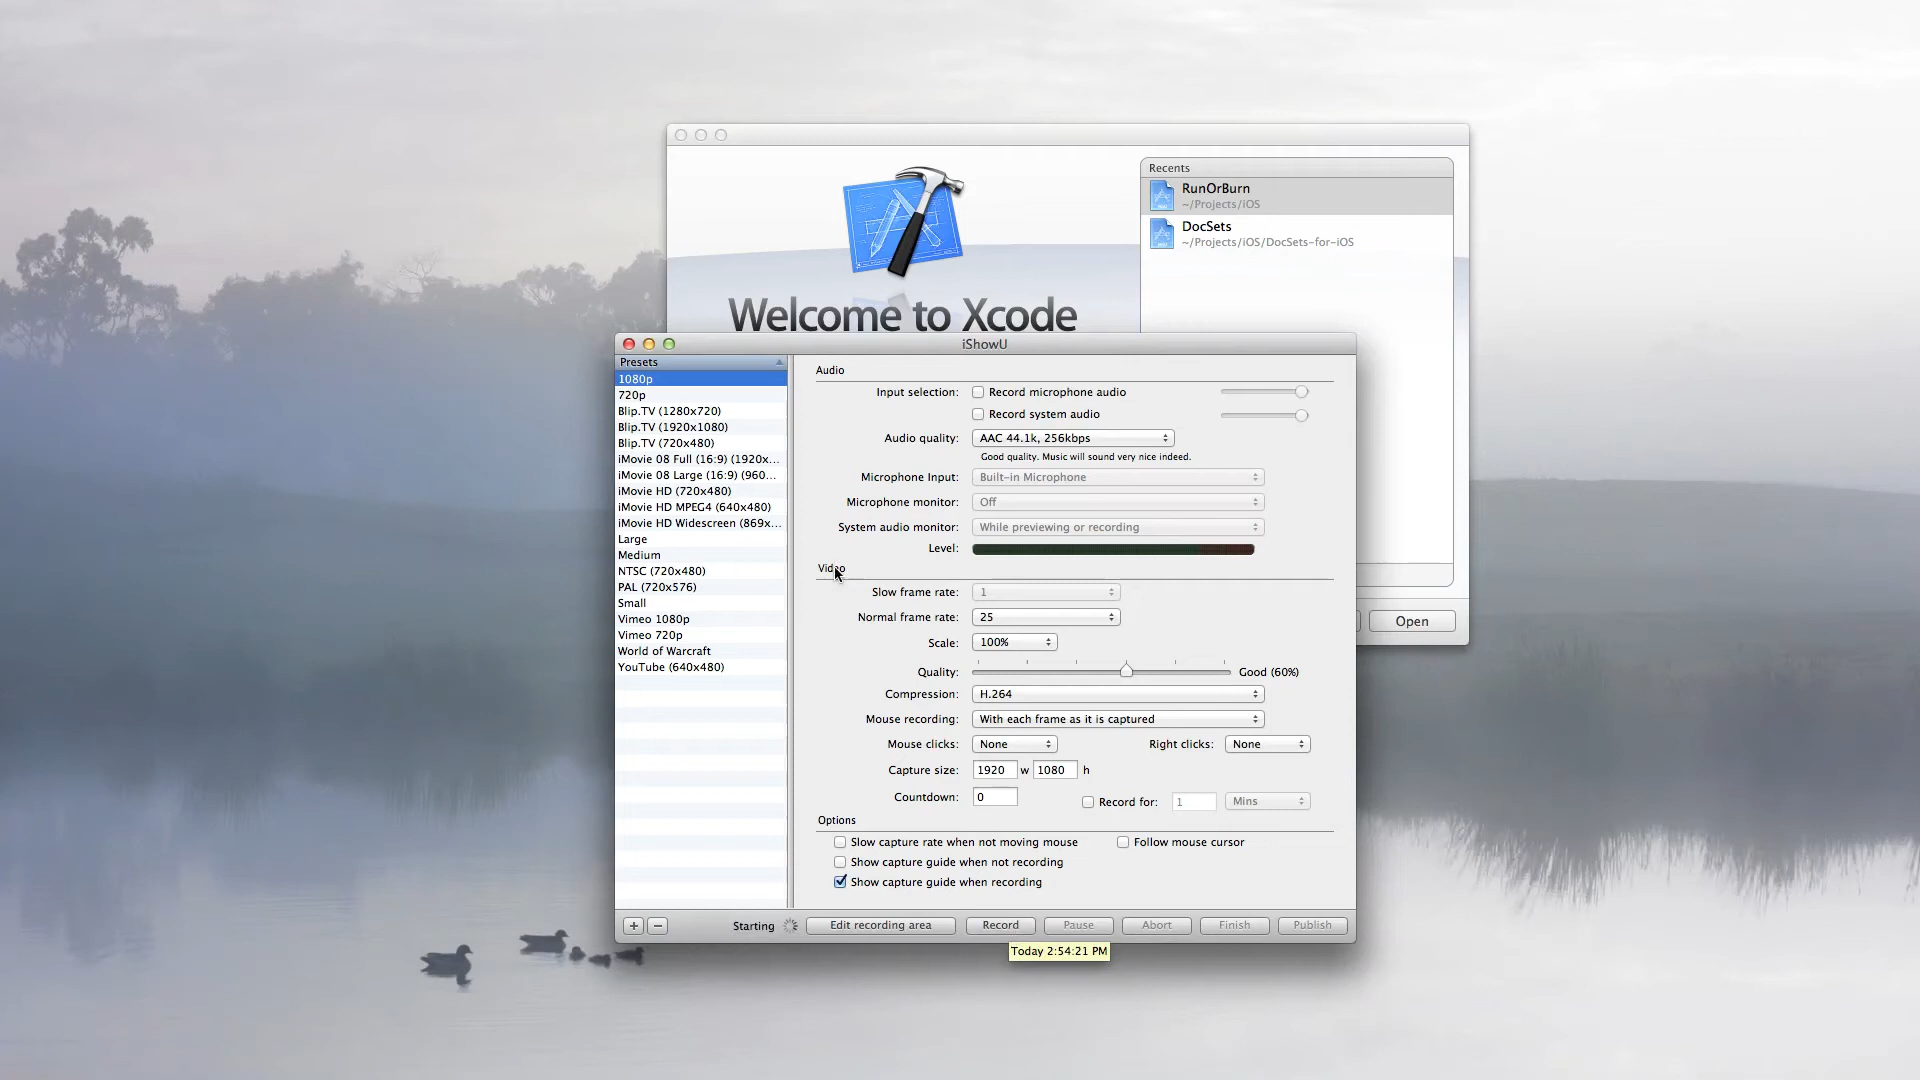 Recents
RunOrBurn
~/Projects/iOS
DocSets
~/Projects/iOS/DocSets-for-iOS
Welcome to Xcode
Open
iShowU
Presets
1080p
720p
Blip.TV (1280x720)
Blip.TV (1920x1080)
Blip.TV (720x480)
iMovie 08 Full (16:9) (1920x...
iMovie 08 Large (16:9) (960...
iMovie HD (720x480)
iMovie HD MPEG4 (640x480)
iMovie HD Widescreen (869x...
Large
Medium
NTSC (720x480)
PAL (720x576)
Small
Vimeo 1080p
Vimeo 720p
World of Warcraft
YouTube (640x480)
Audio
Input selection: Record microphone audio
Record system audio
Audio quality: AAC 44.1k, 256kbps
Good quality. Music will sound very nice indeed.
Microphone Input: Built-in Microphone
Microphone monitor: Off
System audio monitor: While previewing or recording
Level:
Video
Slow frame rate: 1
Normal frame rate: 25
Scale: 100%
Quality: Good (60%)
Compression: H.264
Mouse recording: With each frame as it is captured
Mouse clicks: None Right clicks: None
Capture size: 1920 w 1080 h
Countdown: 0 Record for: 1 Mins
Options
Slow capture rate when not moving mouse Follow mouse cursor
Show capture guide when not recording
Show capture guide when recording
+ − Starting Edit recording area Record Pause Abort Finish Publish
Today 2:54:21 PM